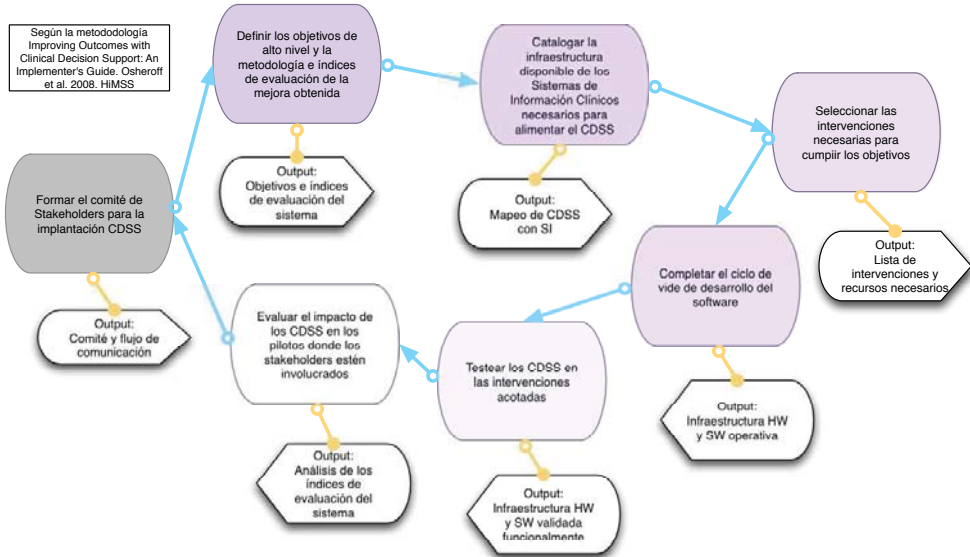 Según la metododología
Improving Outcomes with
Clinical Decision Support: An
Implementer's Guide. Osheroff
et al. 2008. HiMSS
Definir los objetivos de
alto nivel y la
metodología e índices
de evaluación de la
mejora obtenida
Catalogar la
infraestructura
disponible de los
Sistemas de
Información Clínicos
necesarios para
alimentar el CDSS
Seleccionar las
intervenciones
necesarias para
cumpiir los objetivos
Output:
Objetivos e índices
de evaluación del
sistema
Output:
Mapeo de CDSS
con SI
Formar el comité de
Stakeholders para la
implantación CDSS
Output:
Lista de
intervenciones y
recursos necesarios
Completar el ciclo de
vide de desarrollo del
software
Evaluar el impacto de
los CDSS en los
pilotos donde los
stakeholders estén
involucrados
Output:
Comité y flujo de
comunicación
Testear los CDSS en
las intervenciones
acotadas
Output:
Infraestructura HW
y SW operativa
Output:
Análisis de los
índices de
evaluación del
sistema
Output:
Infraestructura HW
y SW validada
funcionalmente